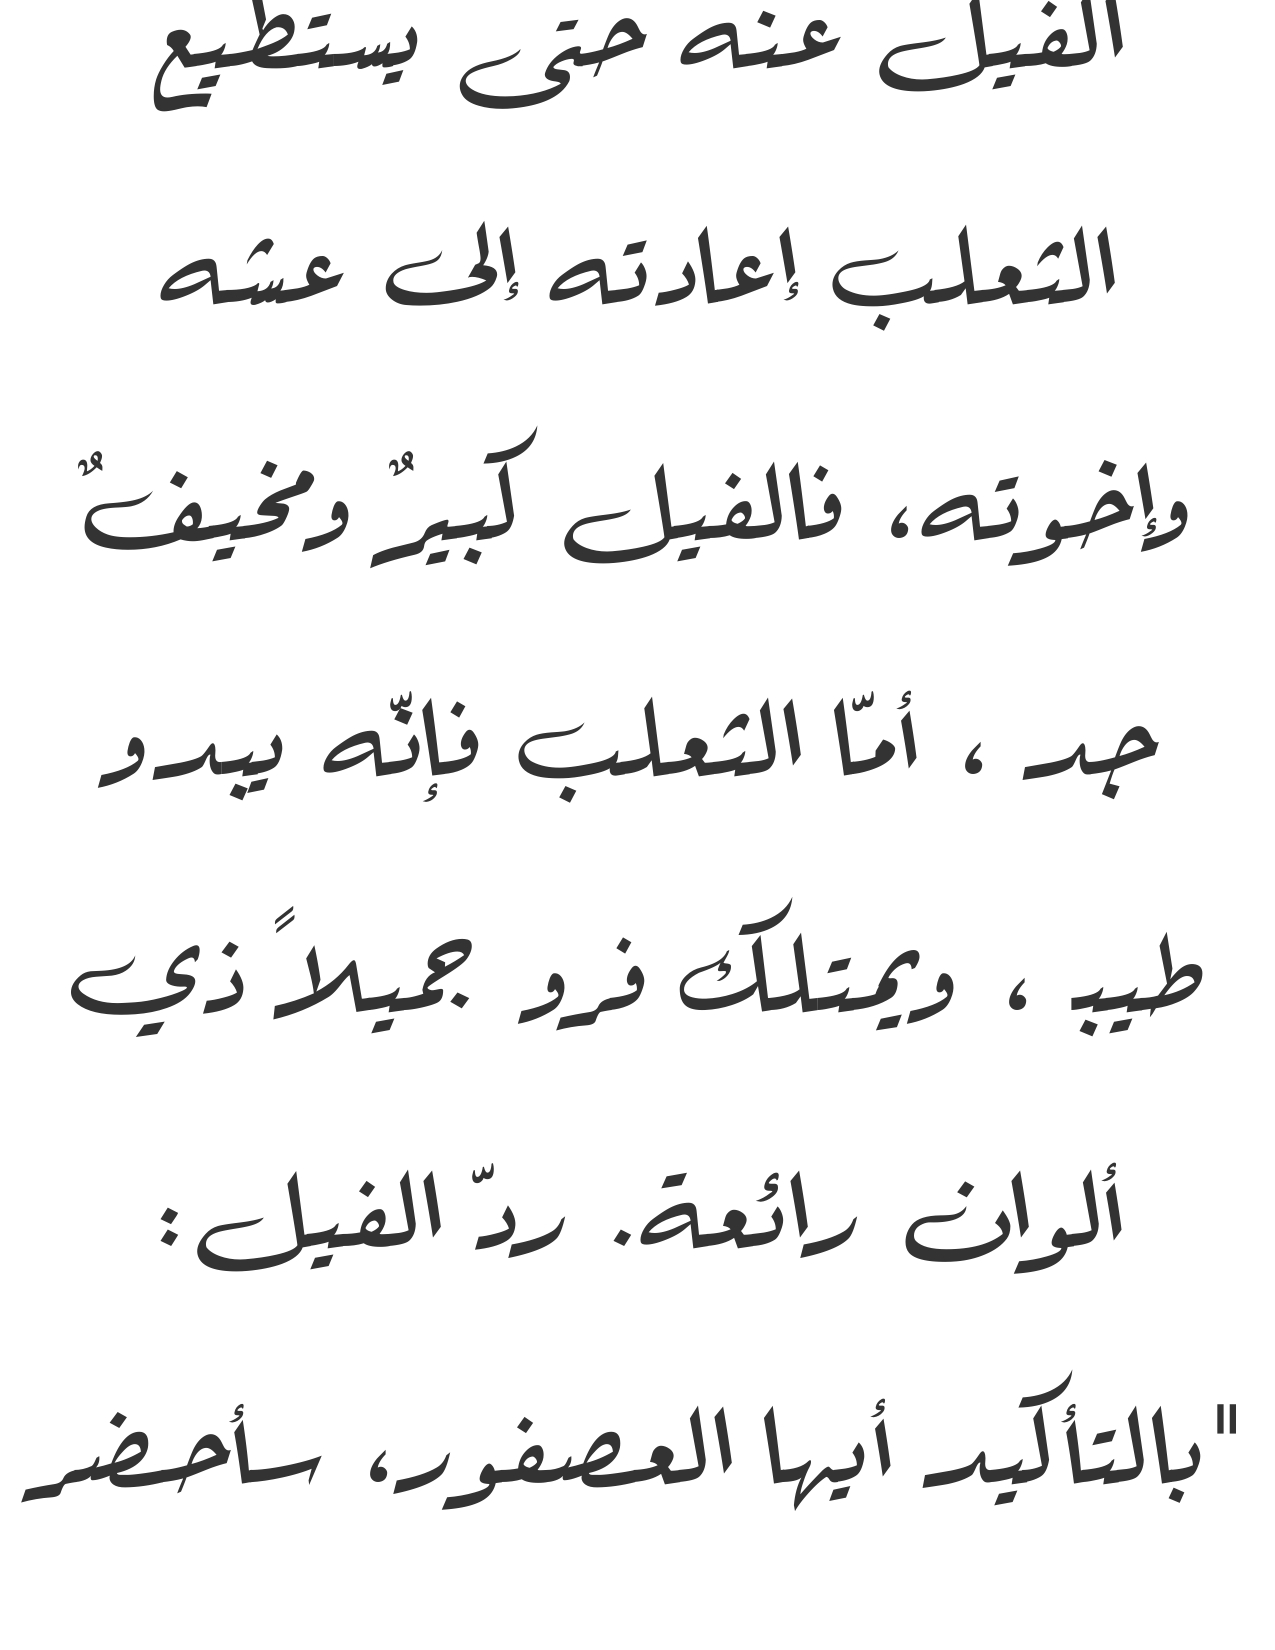 الفيل عنه حتى يستطيع
الثعلب إعادته إلى عشه
وإخوته، فالفيل كبيرٌ ومخيفٌ
جد ، أمّا الثعلب فإنّه يبدو
طيب ، ويمتلك فرو جميلاً ذي
ألوان رائعة. ردّ الفيل:
"بالتأكيد أيها العصفور، سأحضر